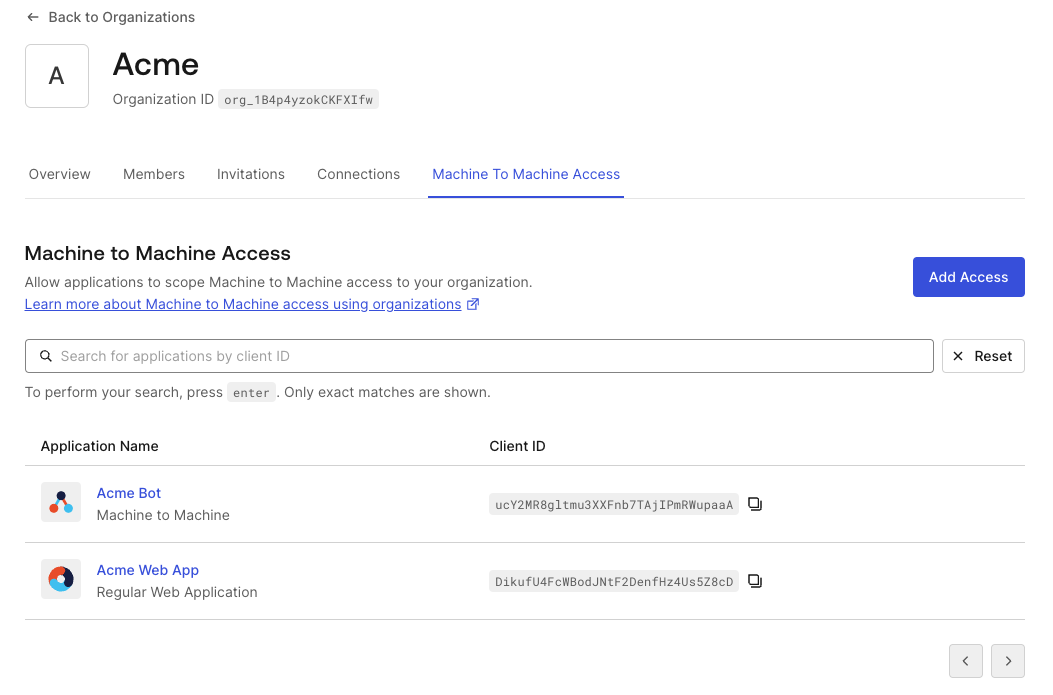 Back to Organizations
A
Acme
Organization ID org_1B4p4yzokCKFXIfw
Overview Members Invitations Connections Machine To Machine Access
Machine to Machine Access
Allow applications to scope Machine to Machine access to your organization.
Learn more about Machine to Machine access using organizations
Add Access
Search for applications by client ID
Reset
To perform your search, press enter. Only exact matches are shown.
Application Name Client ID
Acme Bot
Machine to Machine
ucY2MR8gltmu3XXFnb7TAjIPmRWupaaA
Acme Web App
Regular Web Application
DikufU4FcWBodJNtF2DenfHz4Us5Z8cD